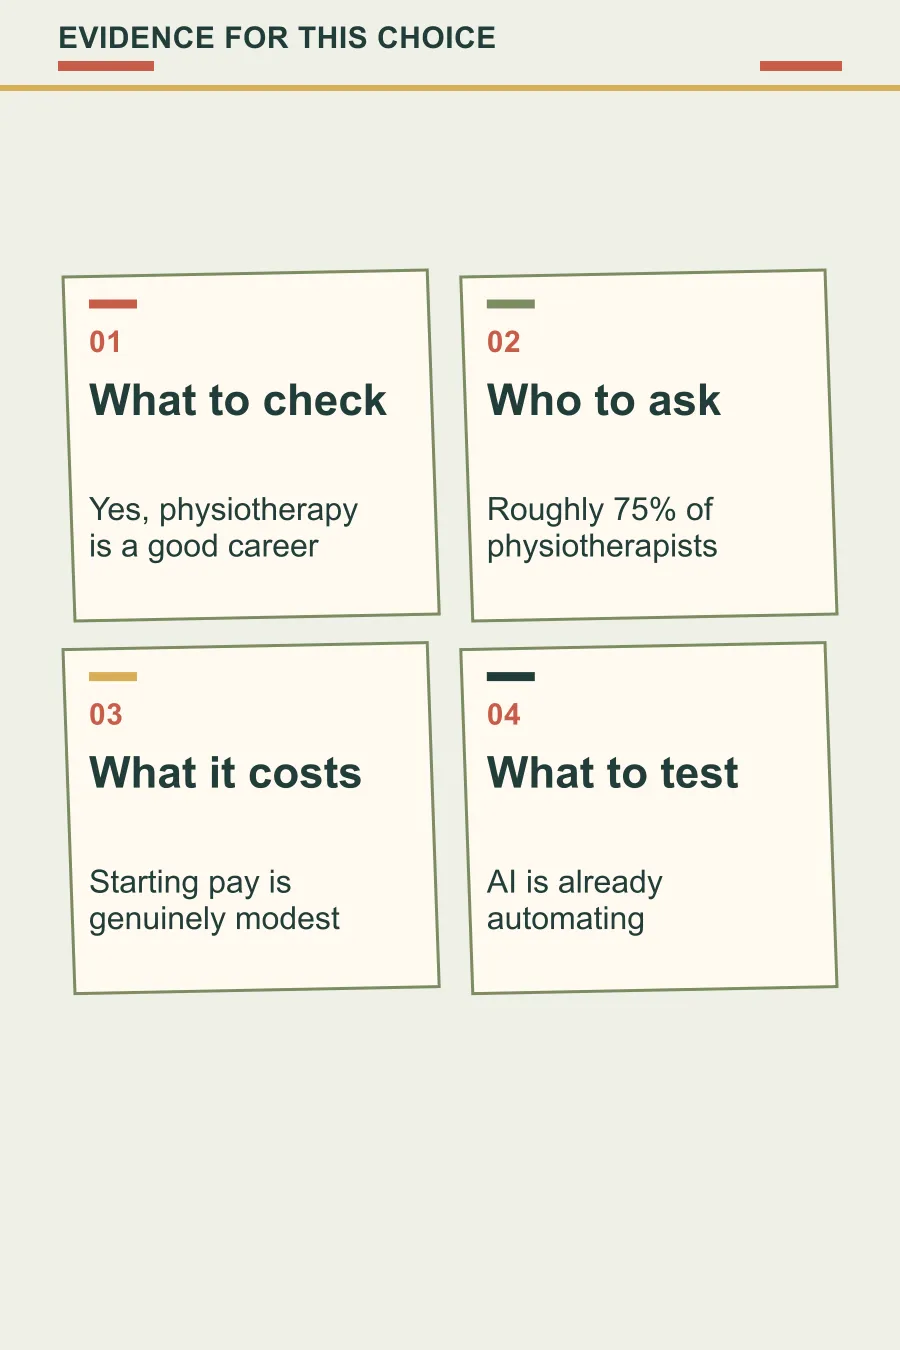 EVIDENCE FOR THIS CHOICE
01
What to check
Yes, physiotherapy
is a good career
02
Who to ask
Roughly 75% of
physiotherapists
03
What it costs
Starting pay is
genuinely modest
04
What to test
AI is already
automating